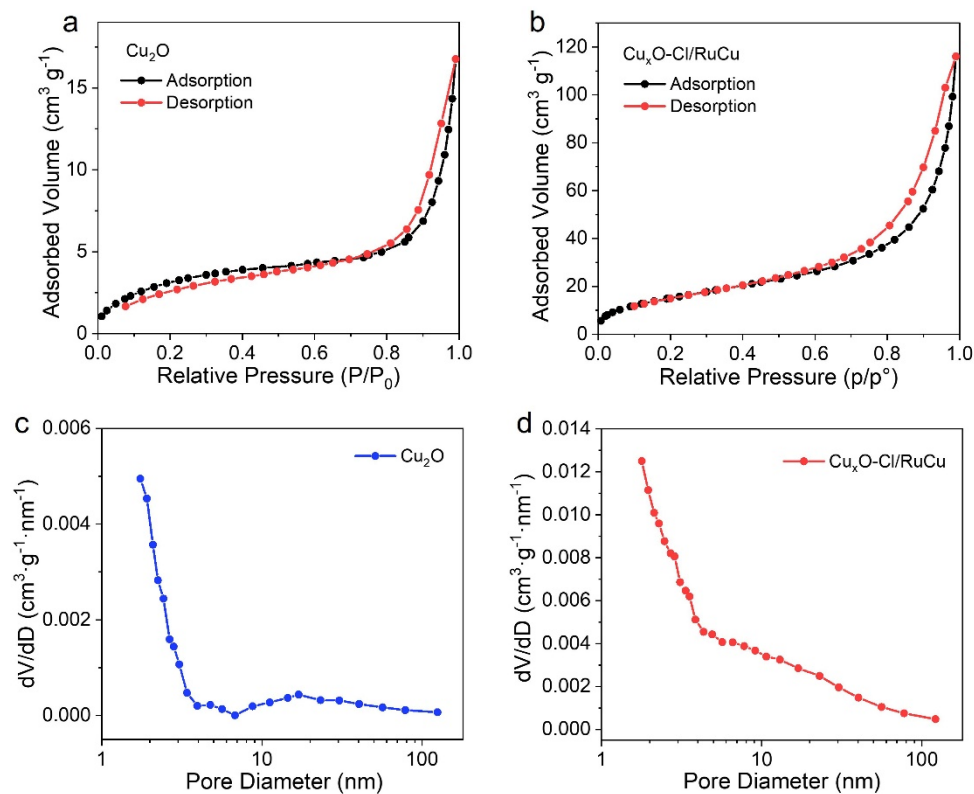 a
Cu₂O
Adsorption
Desorption
Adsorbed Volume (cm³ g⁻¹)
15
10
5
0
0.0 0.2 0.4 0.6 0.8 1.0
Relative Pressure (P/P₀)
b
CuₓO-Cl/RuCu
Adsorption
Desorption
Adsorbed Volume (cm³ g⁻¹)
120
100
80
60
40
20
0
0.0 0.2 0.4 0.6 0.8 1.0
Relative Pressure (p/p°)
c
Cu₂O
dV/dD (cm³·g⁻¹·nm⁻¹)
0.006
0.004
0.002
0.000
1 10 100
Pore Diameter (nm)
d
CuₓO-Cl/RuCu
dV/dD (cm³·g⁻¹·nm⁻¹)
0.014
0.012
0.010
0.008
0.006
0.004
0.002
0.000
1 10 100
Pore Diameter (nm)